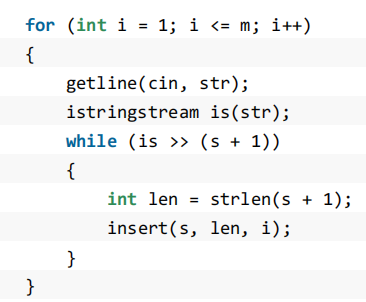 for (int i = 1; i <= m; i++)
{
    getline(cin, str);
    istringstream is(str);
    while (is >> (s + 1))
    {
        int len = strlen(s + 1);
        insert(s, len, i);
    }
}